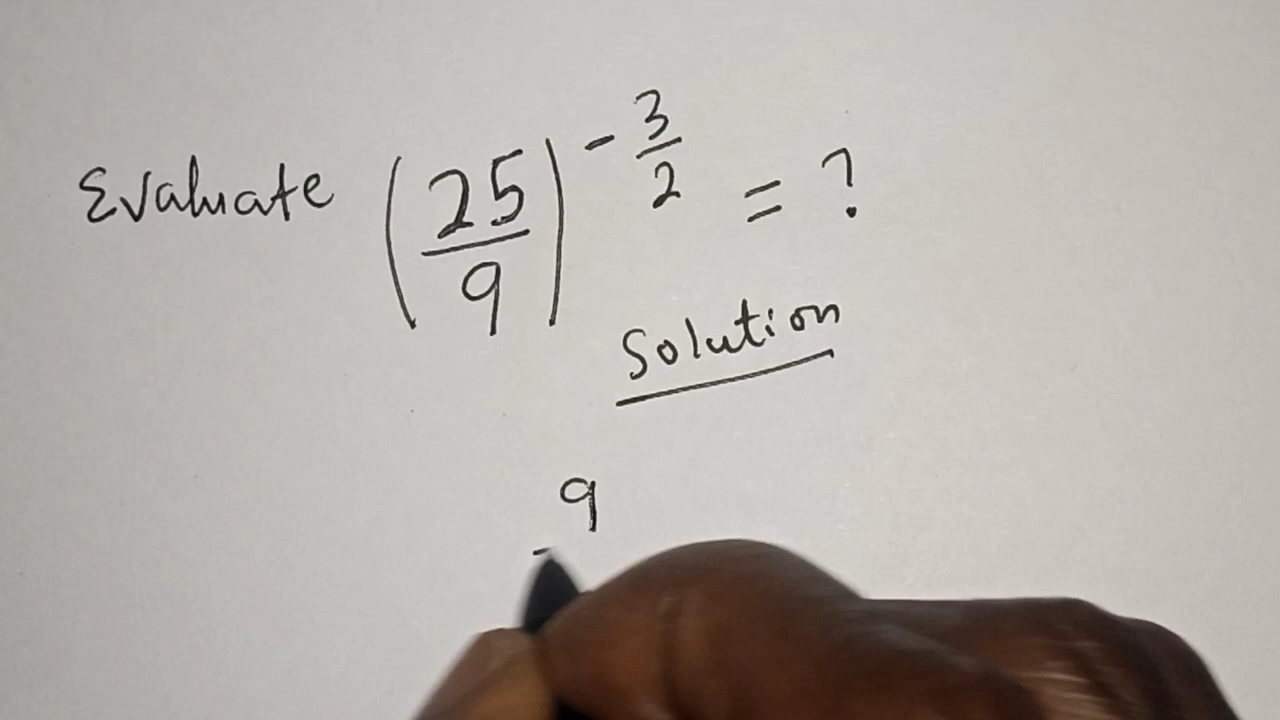 Evaluate (25/9)^-3/2 = ?
Solution
9